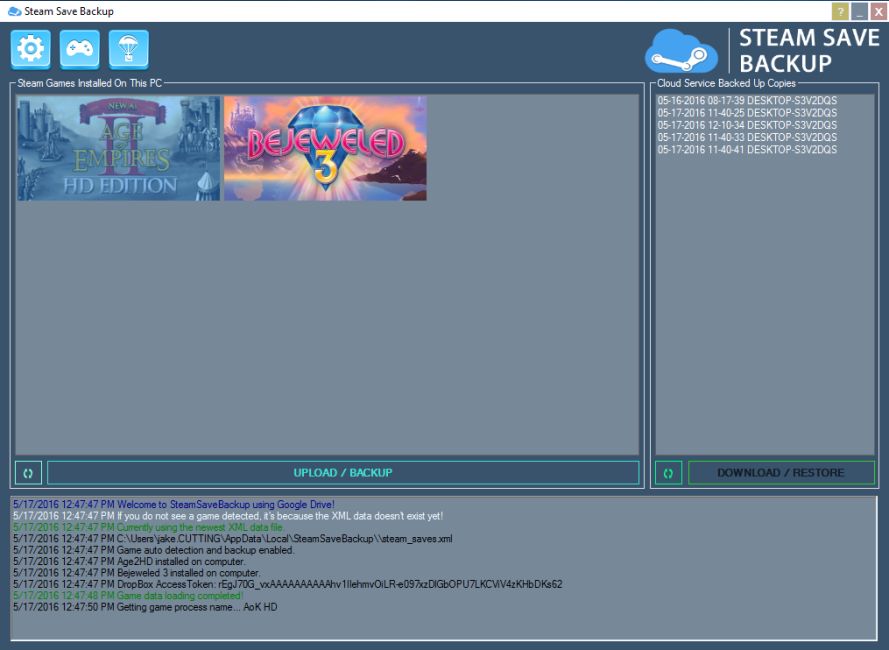 Steam Save Backup
? _ X
STEAM SAVE
BACKUP
Steam Games Installed On This PC
Cloud Service Backed Up Copies
NEW A.I.
AGE
II
OF
EMPIRES
HD EDITION
BEJEWELED
3
05-16-2016 08-17-39 DESKTOP-S3V2DQS
05-17-2016 11-40-25 DESKTOP-S3V2DQS
05-17-2016 12-10-34 DESKTOP-S3V2DQS
05-17-2016 11-40-33 DESKTOP-S3V2DQS
05-17-2016 11-40-41 DESKTOP-S3V2DQS
UPLOAD / BACKUP
DOWNLOAD / RESTORE
5/17/2016 12:47:47 PM Welcome to SteamSaveBackup using Google Drive!
5/17/2016 12:47:47 PM If you do not see a game detected, it's because the XML data doesn't exist yet!
5/17/2016 12:47:47 PM Currently using the newest XML data file.
5/17/2016 12:47:47 PM C:\Users\jake.CUTTING\AppData\Local\SteamSaveBackup\\steam_saves.xml
5/17/2016 12:47:47 PM Game auto detection and backup enabled.
5/17/2016 12:47:47 PM Age2HD installed on computer.
5/17/2016 12:47:47 PM Bejeweled 3 installed on computer.
5/17/2016 12:47:47 PM DropBox AccessToken:
5/17/2016 12:47:48 PM Game data loading completed!
5/17/2016 12:47:50 PM Getting game process name... AoK HD